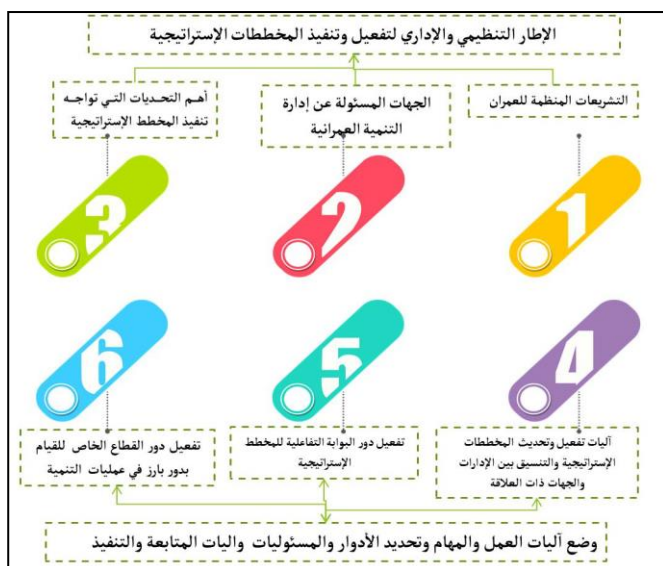 الإطار التنظيمي والإداري لتفعيل وتنفيذ المخططات الإستراتيجية
التشريعات المنظمة للعمران
الجهات المسئولة عن إدارة
التنمية العمرانية
أهم التحديات التي تواجه
تنفيذ المخطط الإستراتيجية
1
2
3
4
5
6
آليات تفعيل وتحديث المخططات
الإستراتيجية والتنسيق بين الإدارات
والجهات ذات العلاقة
تفعيل دور البوابة التفاعلية للمخطط
الإستراتيجية
تفعيل دور القطاع الخاص للقيام
بدور بارز في عمليات التنمية
وضع آليات العمل والمهام وتحديد الأدوار والمسئوليات واليات المتابعة والتنفيذ